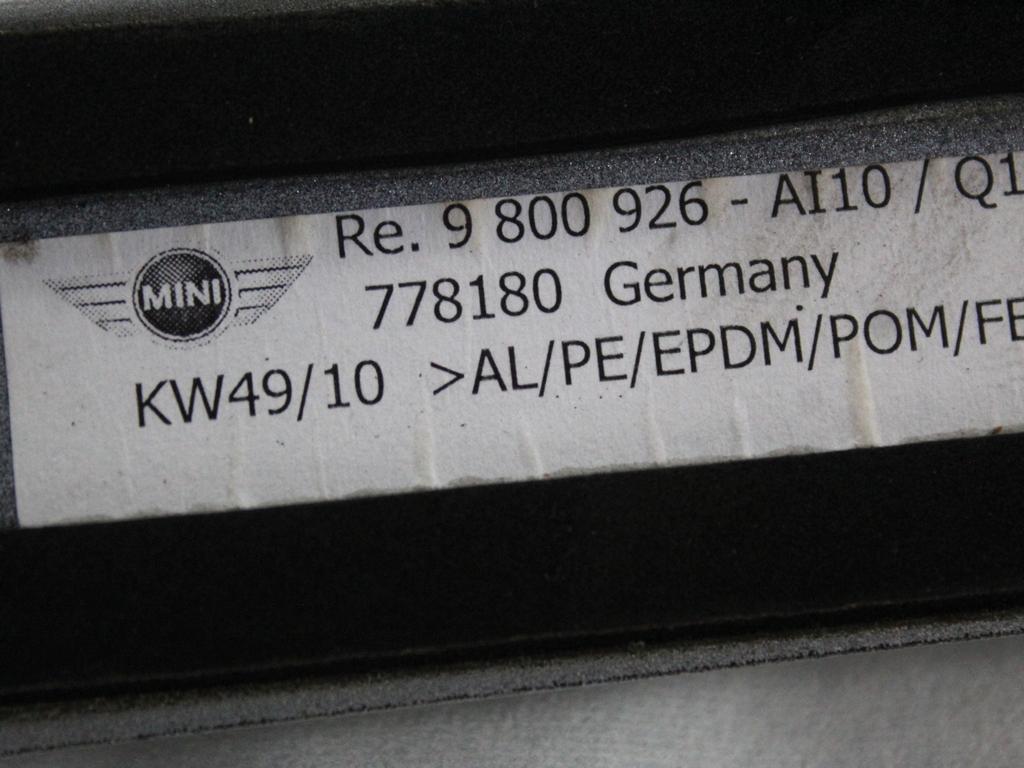 Re. 9 800 926 - AI10 / Q1
MINI
778180 Germany
KW49/10 >AL/PE/EPDM/POM/FE